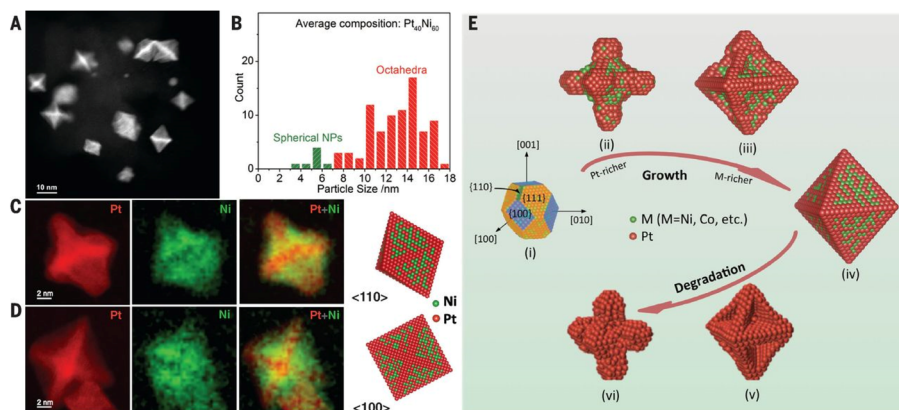 A
10 nm
B
Average composition: Pt40Ni60
Octahedra
Spherical NPs
Count
20
10
0
0 2 4 6 8 10 12 14 16 18
Particle Size /nm
C
Pt
2 nm
Ni
Pt+Ni
<110>
Ni
Pt
D
Pt
2 nm
Ni
Pt+Ni
<100>
E
(ii)
(iii)
[001]
Pt-richer
Growth
M-richer
{110}
{111}
{100}
[010]
[100]
(i)
M (M=Ni, Co, etc.)
Pt
(iv)
Degradation
(vi)
(v)